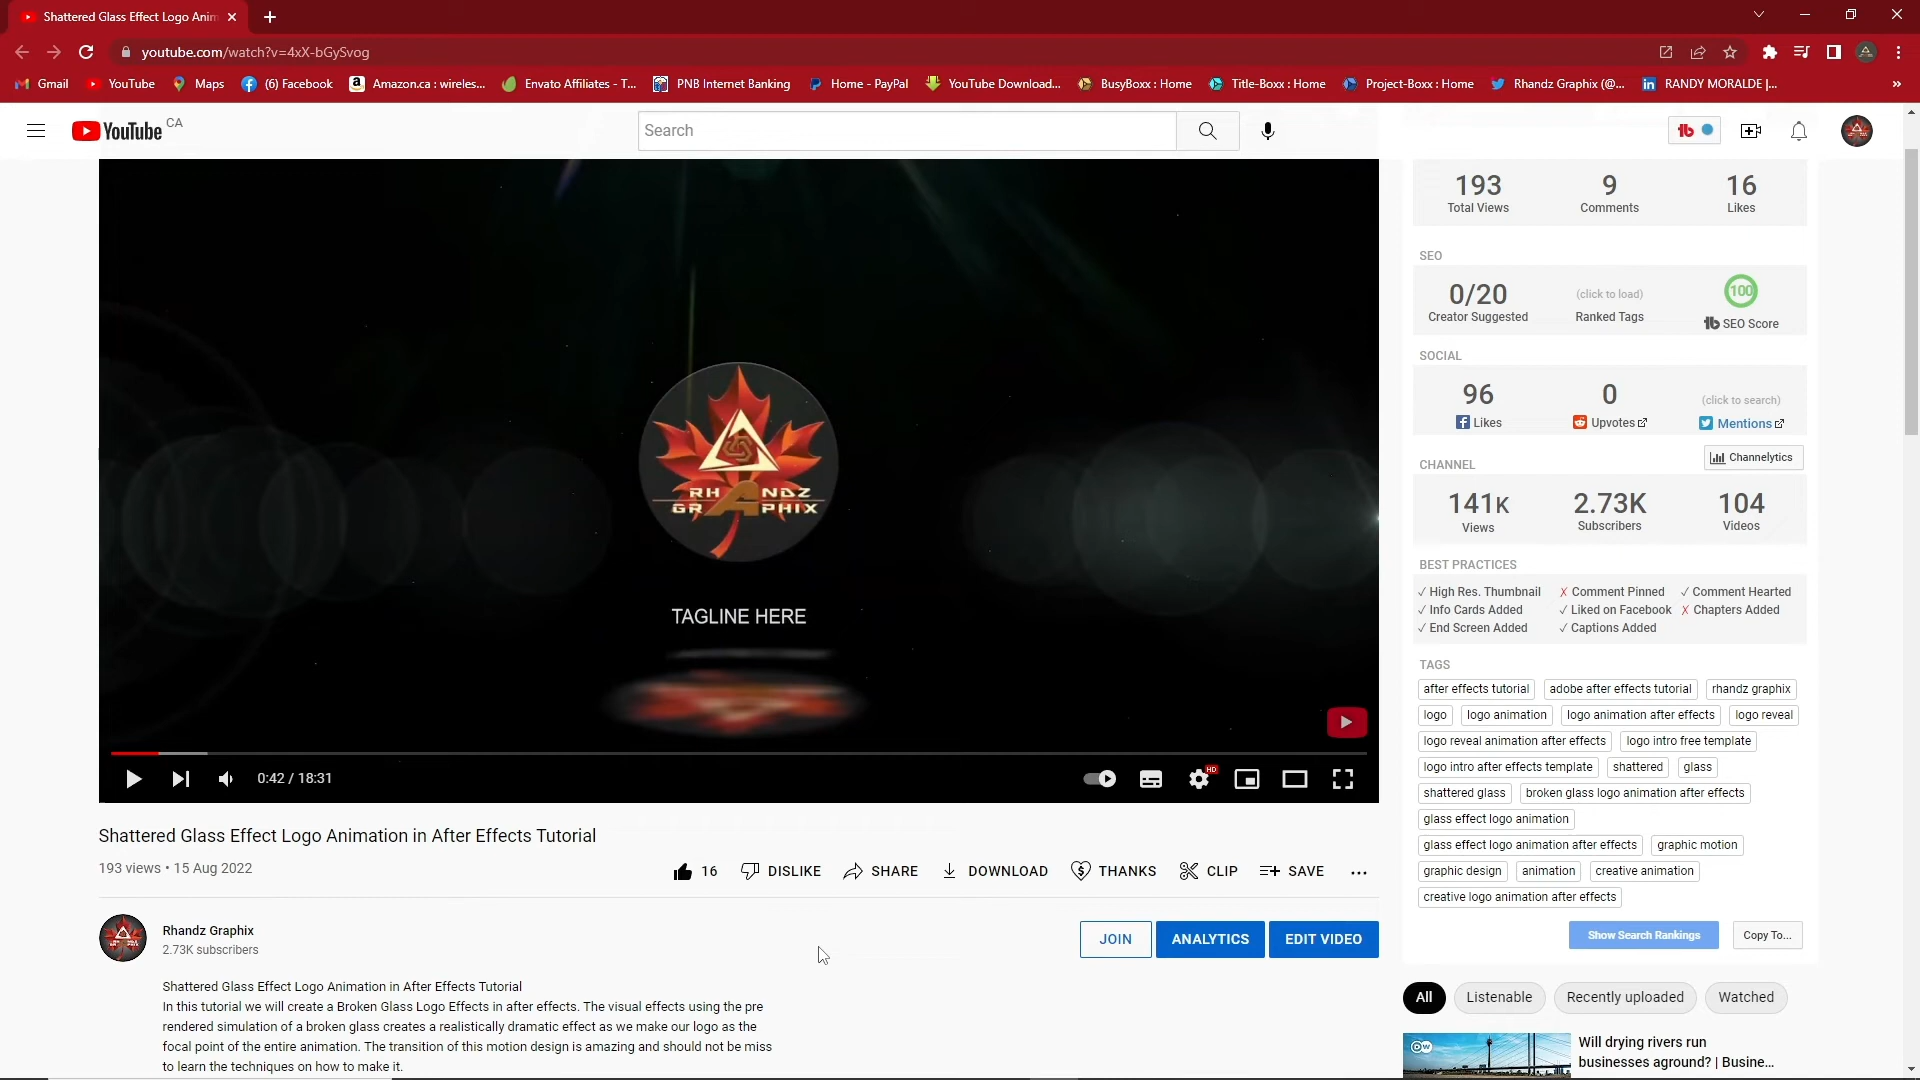 Shattered Glass Effect Logo Anim
youtube.com/watch?v=4xX-bGySvog
Gmail YouTube Maps (6) Facebook Amazon.ca : wireles... Envato Affiliates - T... PNB Internet Banking Home - PayPal YouTube Download... BusyBoxx : Home Title-Boxx : Home Project-Boxx : Home Rhandz Graphix (@... RANDY MORALDE |... »
YouTube CA
Search
RHANDZ
GRAPHIX
TAGLINE HERE
0:42 / 18:31
HD
Shattered Glass Effect Logo Animation in After Effects Tutorial
193 views • 15 Aug 2022
16 DISLIKE SHARE DOWNLOAD THANKS CLIP SAVE ...
Rhandz Graphix
2.73K subscribers
JOIN ANALYTICS EDIT VIDEO
Shattered Glass Effect Logo Animation in After Effects Tutorial
In this tutorial we will create a Broken Glass Logo Effects in after effects. The visual effects using the pre
rendered simulation of a broken glass creates a realistically dramatic effect as we make our logo as the
focal point of the entire animation. The transition of this motion design is amazing and should not be miss
to learn the techniques on how to make it.
193 9 16
Total Views Comments Likes
SEO
0/20 (click to load) 100
Creator Suggested Ranked Tags tb SEO Score
SOCIAL
96 0 (click to search)
Likes Upvotes Mentions
CHANNEL Channelytics
141K 2.73K 104
Views Subscribers Videos
BEST PRACTICES
✓ High Res. Thumbnail ✗ Comment Pinned ✓ Comment Hearted
✓ Info Cards Added ✓ Liked on Facebook ✗ Chapters Added
✓ End Screen Added ✓ Captions Added
TAGS
after effects tutorial adobe after effects tutorial rhandz graphix
logo logo animation logo animation after effects logo reveal
logo reveal animation after effects logo intro free template
logo intro after effects template shattered glass
shattered glass broken glass logo animation after effects
glass effect logo animation
glass effect logo animation after effects graphic motion
graphic design animation creative animation
creative logo animation after effects
Show Search Rankings Copy To...
All Listenable Recently uploaded Watched
DW
Will drying rivers run
businesses aground? | Busine...